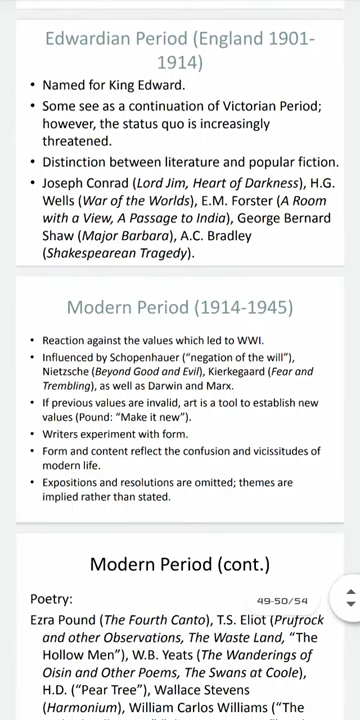 Edwardian Period (England 1901-
1914)
• Named for King Edward.
• Some see as a continuation of Victorian Period;
however, the status quo is increasingly
threatened.
• Distinction between literature and popular fiction.
• Joseph Conrad (Lord Jim, Heart of Darkness), H.G.
Wells (War of the Worlds), E.M. Forster (A Room
with a View, A Passage to India), George Bernard
Shaw (Major Barbara), A.C. Bradley
(Shakespearean Tragedy).
Modern Period (1914-1945)
• Reaction against the values which led to WWI.
• Influenced by Schopenhauer (“negation of the will”),
Nietzsche (Beyond Good and Evil), Kierkegaard (Fear and
Trembling), as well as Darwin and Marx.
• If previous values are invalid, art is a tool to establish new
values (Pound: “Make it new”).
• Writers experiment with form.
• Form and content reflect the confusion and vicissitudes of
modern life.
• Expositions and resolutions are omitted; themes are
implied rather than stated.
Modern Period (cont.)
Poetry:
49-50/54
Ezra Pound (The Fourth Canto), T.S. Eliot (Prufrock
and other Observations, The Waste Land, “The
Hollow Men”), W.B. Yeats (The Wanderings of
Oisin and Other Poems, The Swans at Coole),
H.D. (“Pear Tree”), Wallace Stevens
(Harmonium), William Carlos Williams (“The